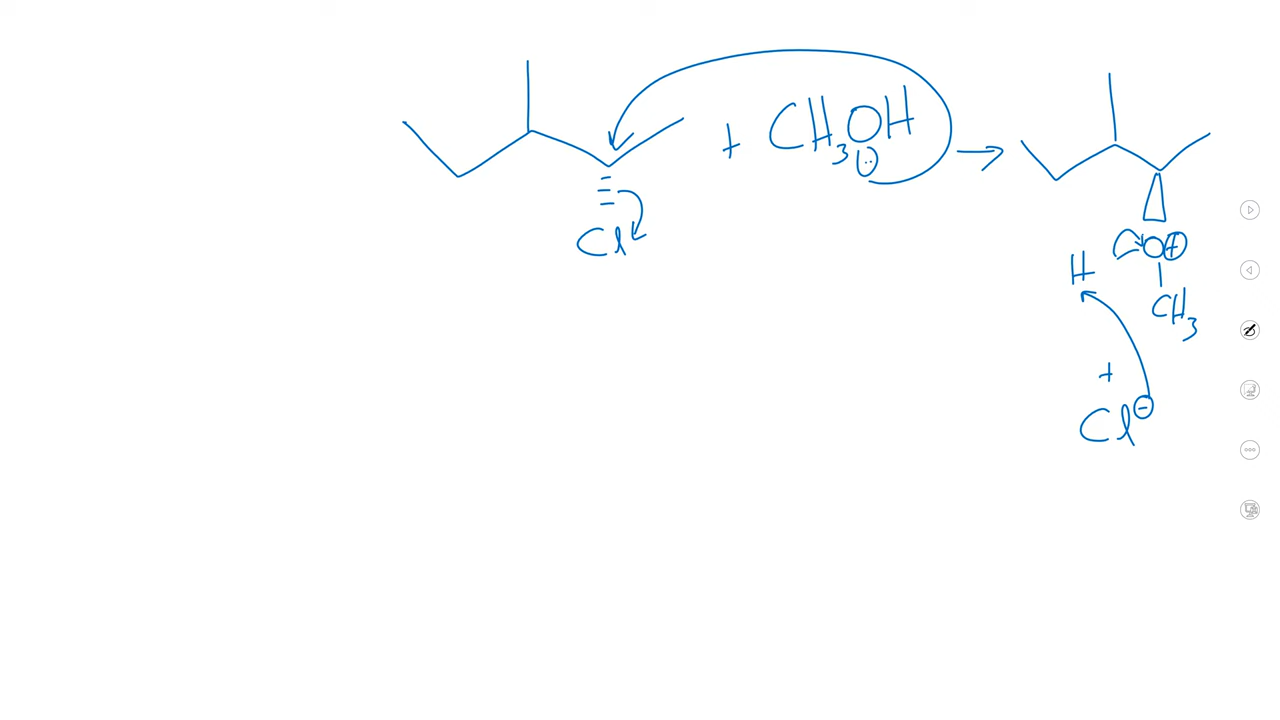 + CH3OH →
Cl
O⊕
H
CH3
+
Cl⊖